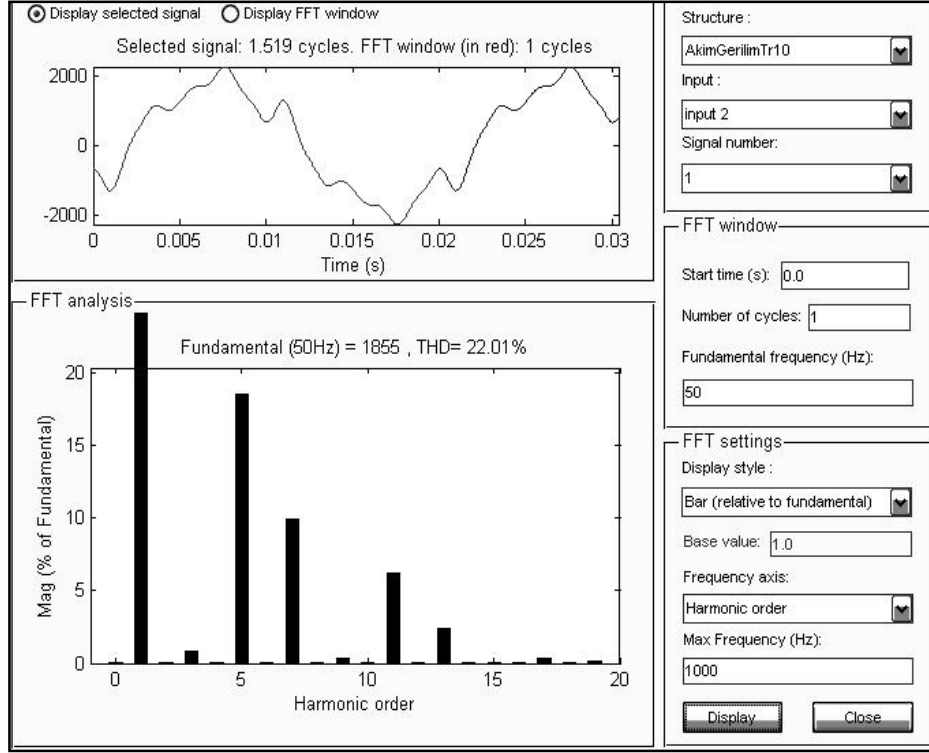 Display selected signal Display FFT window
Selected signal: 1.519 cycles. FFT window (in red): 1 cycles
2000
0
-2000
0 0.005 0.01 0.015 0.02 0.025 0.03
Time (s)
FFT analysis
Fundamental (50Hz) = 1855 , THD= 22.01%
20
15
10
5
0
Mag (% of Fundamental)
0 5 10 15 20
Harmonic order
Structure :
AkimGerilimTr10
Input :
input 2
Signal number:
1
FFT window
Start time (s): 0.0
Number of cycles: 1
Fundamental frequency (Hz):
50
FFT settings
Display style :
Bar (relative to fundamental)
Base value: 1.0
Frequency axis:
Harmonic order
Max Frequency (Hz):
1000
Display Close